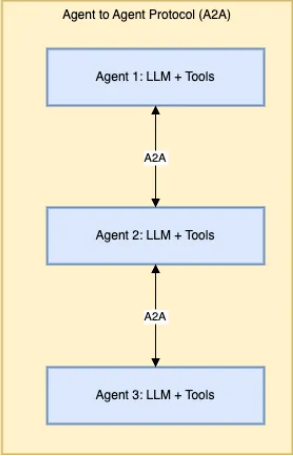 Agent to Agent Protocol (A2A)
Agent 1: LLM + Tools
A2A
Agent 2: LLM + Tools
A2A
Agent 3: LLM + Tools